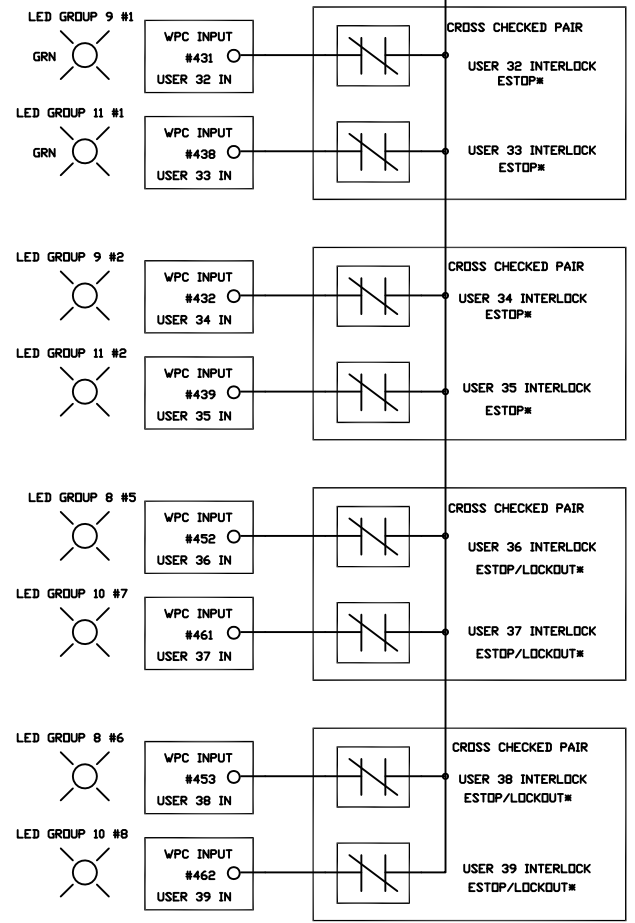 LED GROUP 9 #1
GRN
WPC INPUT
#431
USER 32 IN
CROSS CHECKED PAIR
USER 32 INTERLOCK
ESTOP*
LED GROUP 11 #1
GRN
WPC INPUT
#438
USER 33 IN
USER 33 INTERLOCK
ESTOP*
LED GROUP 9 #2
WPC INPUT
#432
USER 34 IN
CROSS CHECKED PAIR
USER 34 INTERLOCK
ESTOP*
LED GROUP 11 #2
WPC INPUT
#439
USER 35 IN
USER 35 INTERLOCK
ESTOP*
LED GROUP 8 #5
WPC INPUT
#452
USER 36 IN
CROSS CHECKED PAIR
USER 36 INTERLOCK
ESTOP/LOCKOUT*
LED GROUP 10 #7
WPC INPUT
#461
USER 37 IN
USER 37 INTERLOCK
ESTOP/LOCKOUT*
LED GROUP 8 #6
WPC INPUT
#453
USER 38 IN
CROSS CHECKED PAIR
USER 38 INTERLOCK
ESTOP/LOCKOUT*
LED GROUP 10 #8
WPC INPUT
#462
USER 39 IN
USER 39 INTERLOCK
ESTOP/LOCKOUT*